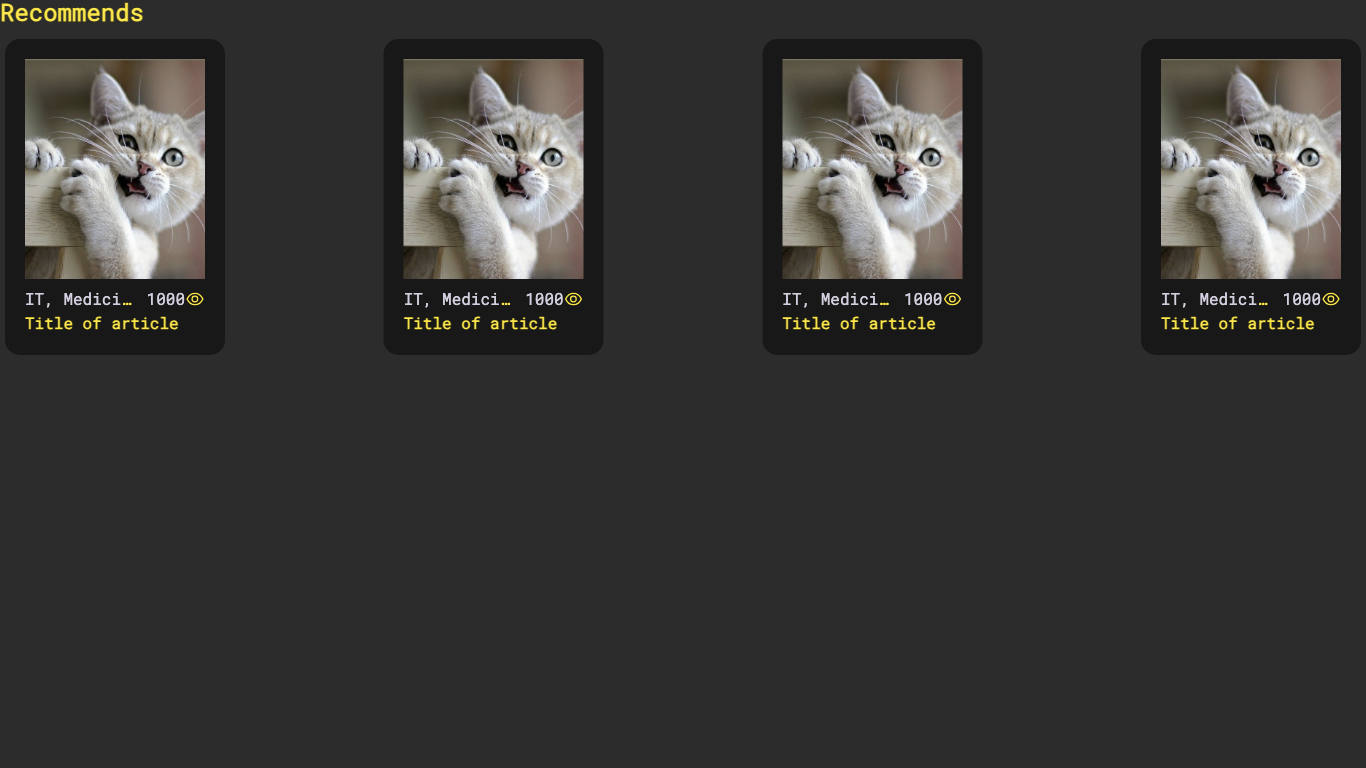 Recommends
IT, Medici… 1000
Title of article
IT, Medici… 1000
Title of article
IT, Medici… 1000
Title of article
IT, Medici… 1000
Title of article